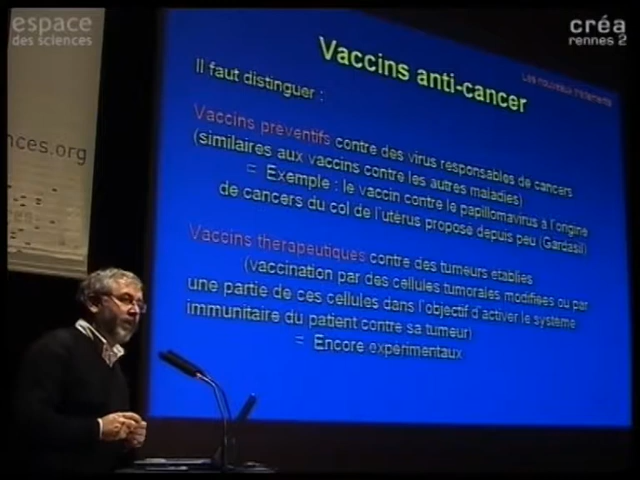 espace
des sciences
créa
rennes 2
nces.org
Les nouveaux traitements
Vaccins anti-cancer
Il faut distinguer :
Vaccins préventifs contre des virus responsables de cancers
(similaires aux vaccins contre les autres maladies)
= Exemple : le vaccin contre le papillomavirus à l'origine
de cancers du col de l'utérus proposé depuis peu (Gardasil)
Vaccins thérapeutiques contre des tumeurs établies
(vaccination par des cellules tumorales modifiées ou par
une partie de ces cellules dans l'objectif d'activer le système
immunitaire du patient contre sa tumeur)
= Encore expérimentaux